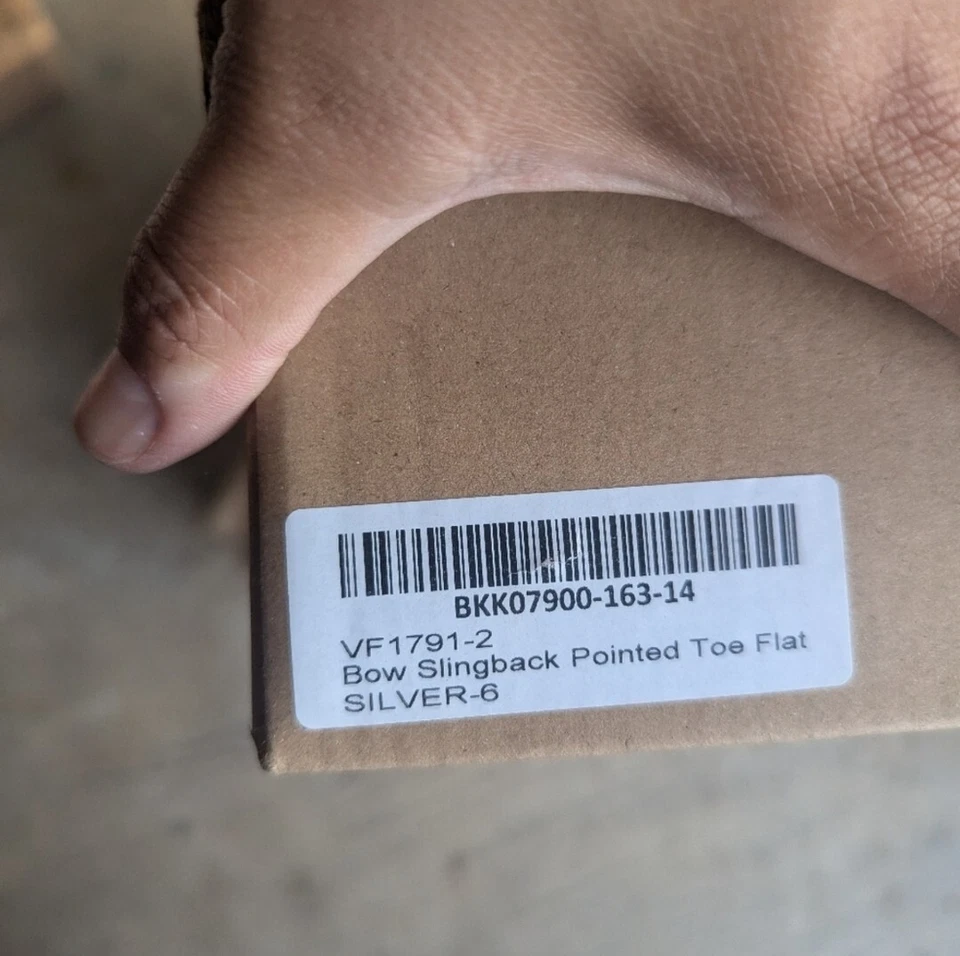 BKK07900-163-14
VF1791-2
Bow Slingback Pointed Toe Flat
SILVER-6